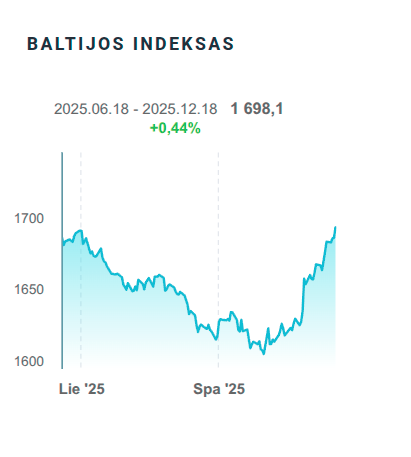 BALTIJOS INDEKSAS
2025.06.18 - 2025.12.18 1 698,1
+0,44%
1700
1650
1600
Lie '25 Spa '25